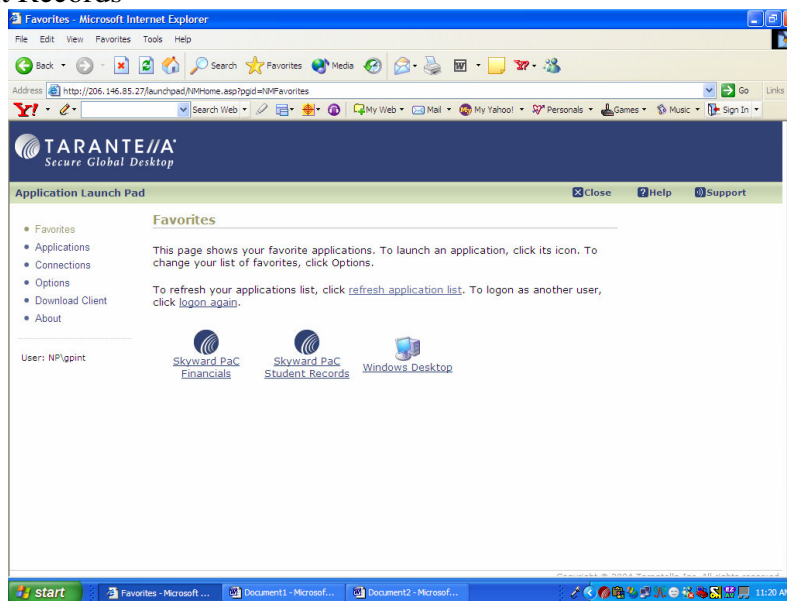 t Records
Favorites - Microsoft Internet Explorer
File Edit View Favorites Tools Help
Back Search Favorites Media
Address http://206.146.85.27/launchpad/NMHome.asp?pgid=NMFavorites Go Links
Y! Search Web My Web Mail My Yahoo! Personals Games Music Sign In
TARANTE//A
Secure Global Desktop
Application Launch Pad Close Help Support
Favorites
Applications
Connections
Options
Download Client
About
User: NP\gpint
Favorites
This page shows your favorite applications. To launch an application, click its icon. To
change your list of favorites, click Options.
To refresh your applications list, click refresh application list. To logon as another user,
click logon again.
Skyward PaC
Financials
Skyward PaC
Student Records
Windows Desktop
start Favorites - Microsoft ... Document1 - Microsof... Document2 - Microsof... 11:20 AM